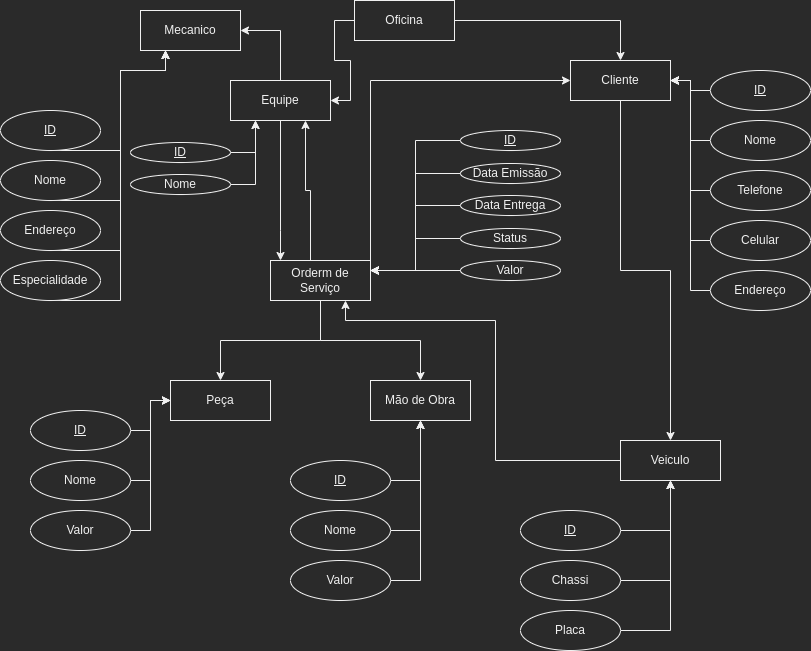 Oficina
Mecanico
Cliente
Equipe
ID
Nome
Endereço
Especialidade
ID
Nome
ID
Data Emissão
Data Entrega
Status
Valor
ID
Nome
Telefone
Celular
Endereço
Orderm de
Serviço
Peça
Mão de Obra
Veiculo
ID
Nome
Valor
ID
Nome
Valor
ID
Chassi
Placa